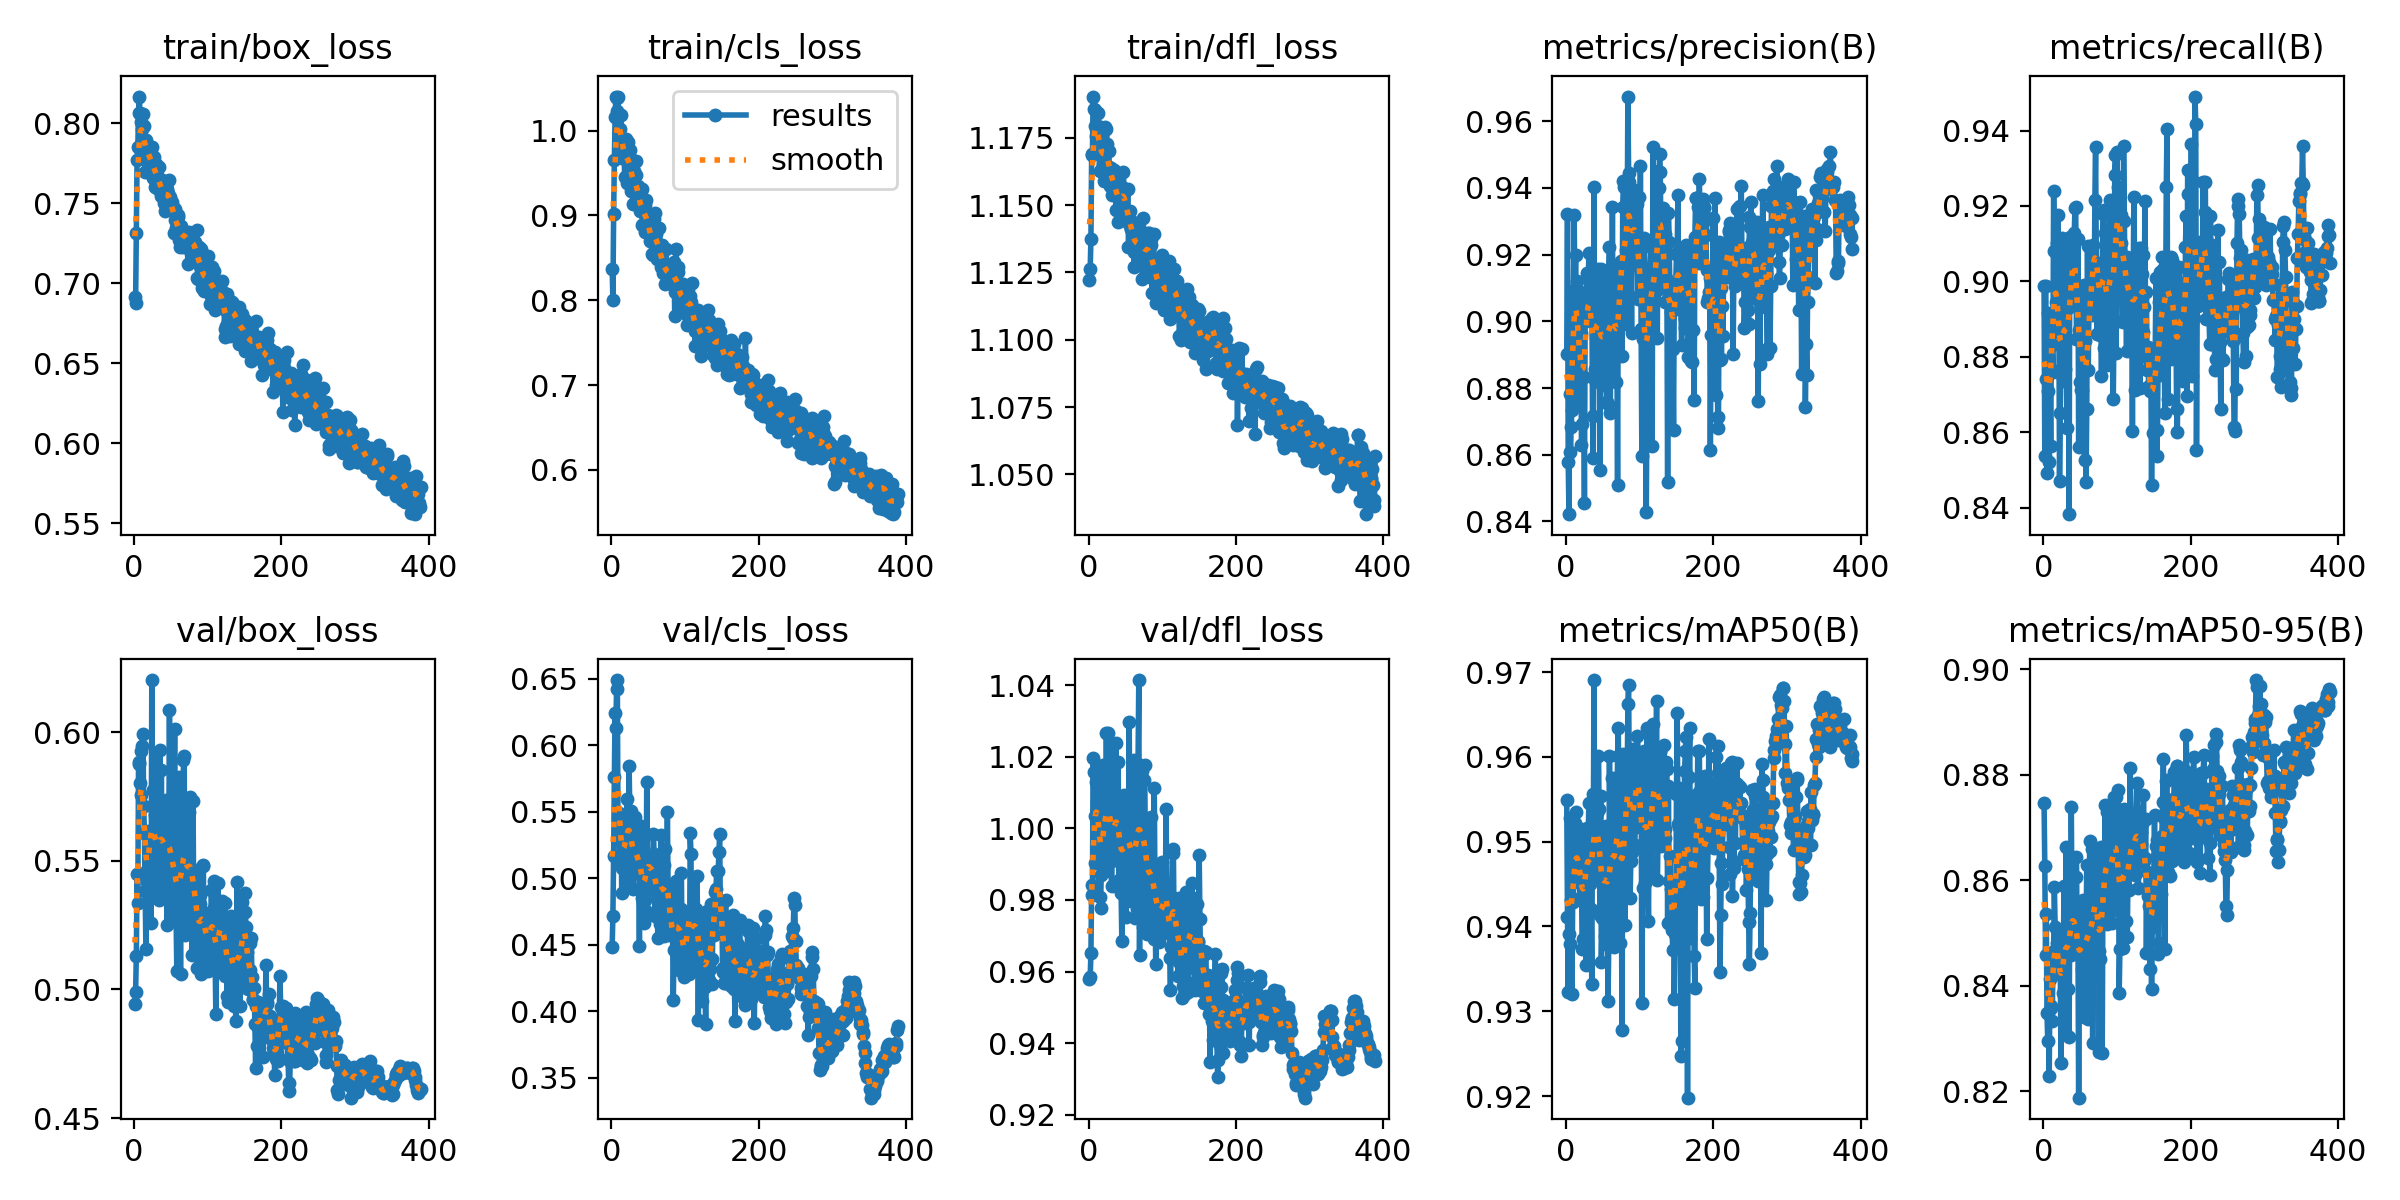 train/box_loss
0.80
0.75
0.70
0.65
0.60
0.55
0 200 400
train/cls_loss
results
smooth
1.0
0.9
0.8
0.7
0.6
0 200 400
train/dfl_loss
1.175
1.150
1.125
1.100
1.075
1.050
0 200 400
metrics/precision(B)
0.96
0.94
0.92
0.90
0.88
0.86
0.84
0 200 400
metrics/recall(B)
0.94
0.92
0.90
0.88
0.86
0.84
0 200 400
val/box_loss
0.60
0.55
0.50
0.45
0 200 400
val/cls_loss
0.65
0.60
0.55
0.50
0.45
0.40
0.35
0 200 400
val/dfl_loss
1.04
1.02
1.00
0.98
0.96
0.94
0.92
0 200 400
metrics/mAP50(B)
0.97
0.96
0.95
0.94
0.93
0.92
0 200 400
metrics/mAP50-95(B)
0.90
0.88
0.86
0.84
0.82
0 200 400